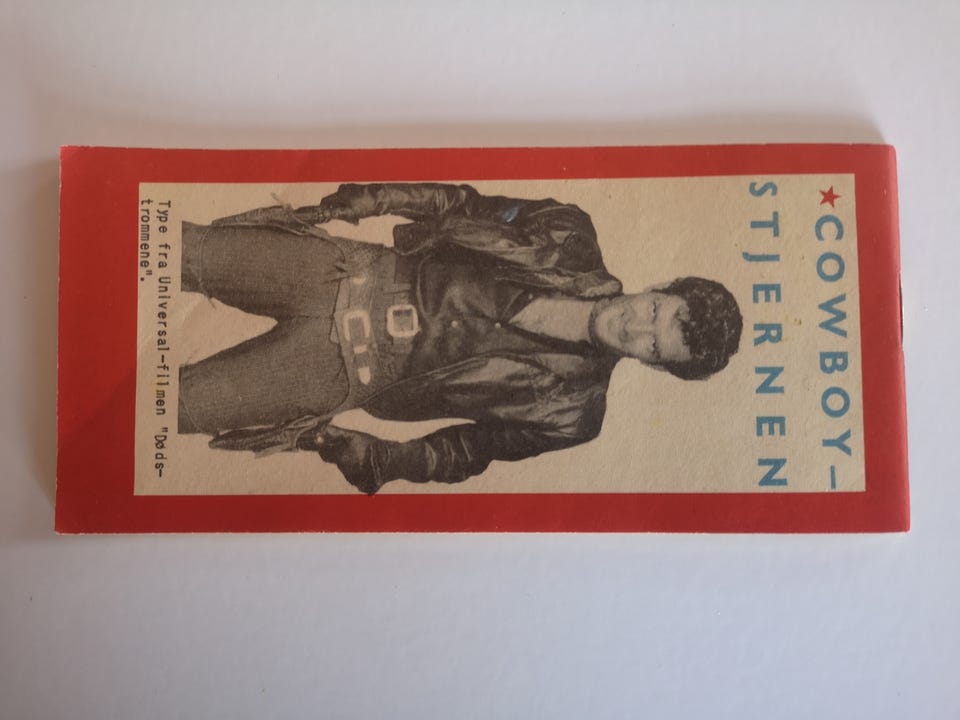 COWBOY-
STJERNEN
Type fra Universal-filmen "Døds-
trommene".